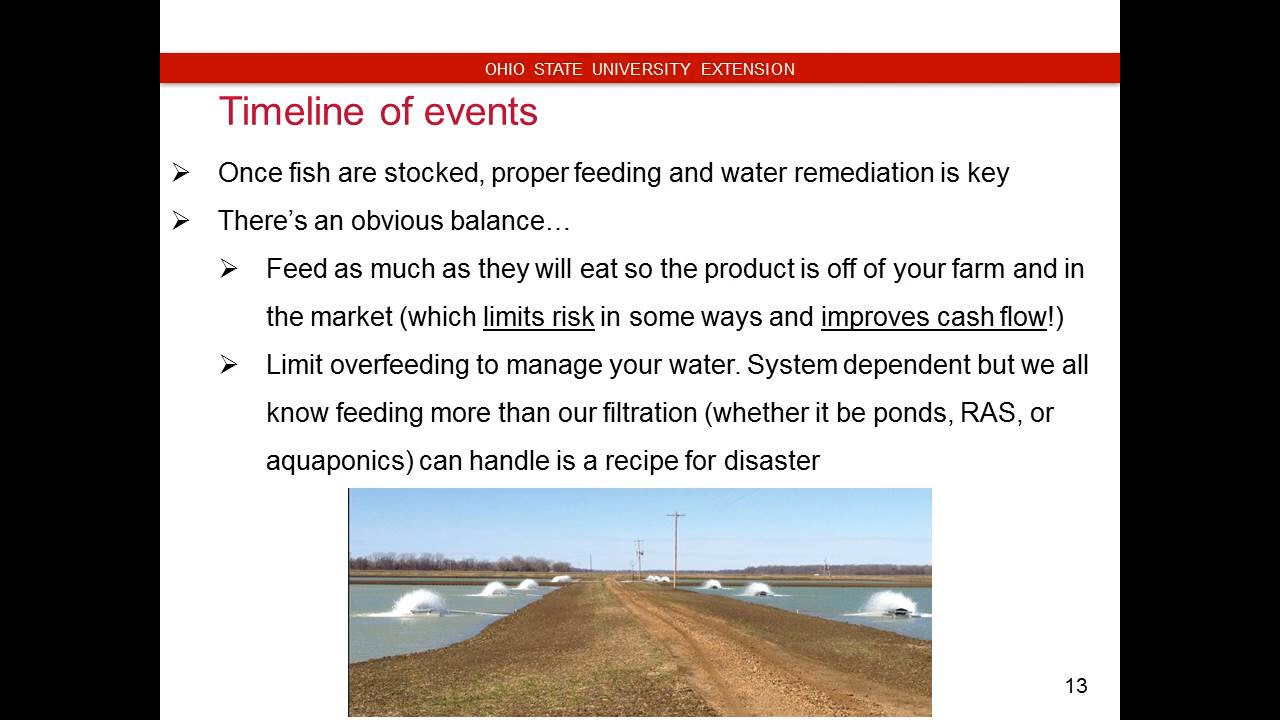 OHIO STATE UNIVERSITY EXTENSION
Timeline of events
Once fish are stocked, proper feeding and water remediation is key
There’s an obvious balance…
Feed as much as they will eat so the product is off of your farm and in
the market (which limits risk in some ways and improves cash flow!)
Limit overfeeding to manage your water. System dependent but we all
know feeding more than our filtration (whether it be ponds, RAS, or
aquaponics) can handle is a recipe for disaster
13